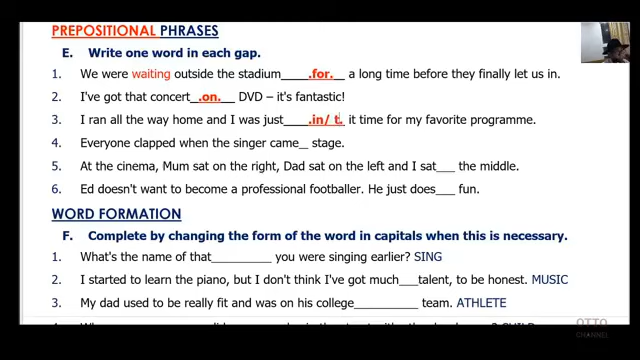 PREPOSITIONAL PHRASES
E. Write one word in each gap.
1. We were waiting outside the stadium____.for.__ a long time before they finally let us in.
2. I've got that concert_.on.__ DVD – it's fantastic!
3. I ran all the way home and I was just____.in/ t. it time for my favorite programme.
4. Everyone clapped when the singer came_ stage.
5. At the cinema, Mum sat on the right, Dad sat on the left and I sat___ the middle.
6. Ed doesn't want to become a professional footballer. He just does___ fun.
WORD FORMATION
F. Complete by changing the form of the word in capitals when this is necessary.
1. What's the name of that_________ you were singing earlier? SING
2. I started to learn the piano, but I don't think I've got much___talent, to be honest. MUSIC
3. My dad used to be really fit and was on his college__________ team. ATHLETE
OTTO
CHANNEL